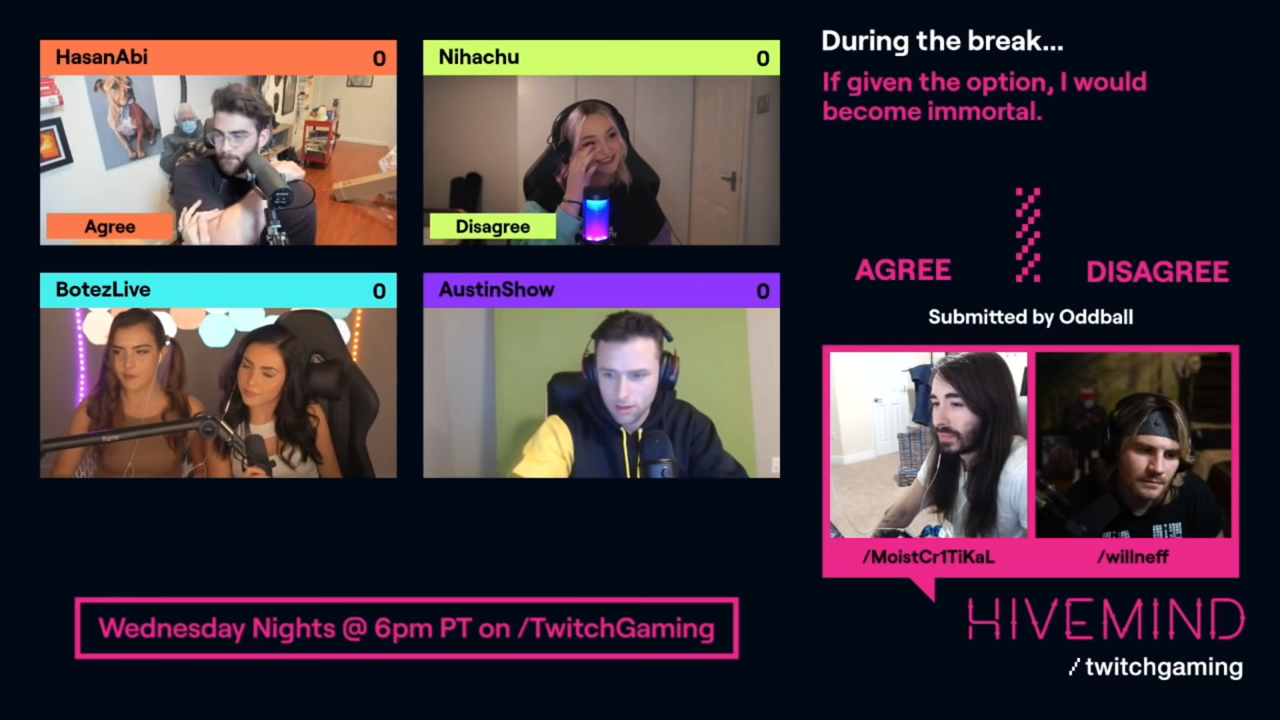 HasanAbi 0
Nihachu 0
Agree
Disagree
BotezLive 0
AustinShow 0
During the break...
If given the option, I would
become immortal.
AGREE DISAGREE
Submitted by Oddball
/MoistCr1TiKaL /willneff
Wednesday Nights @ 6pm PT on /TwitchGaming
HIVEMIND
/twitchgaming